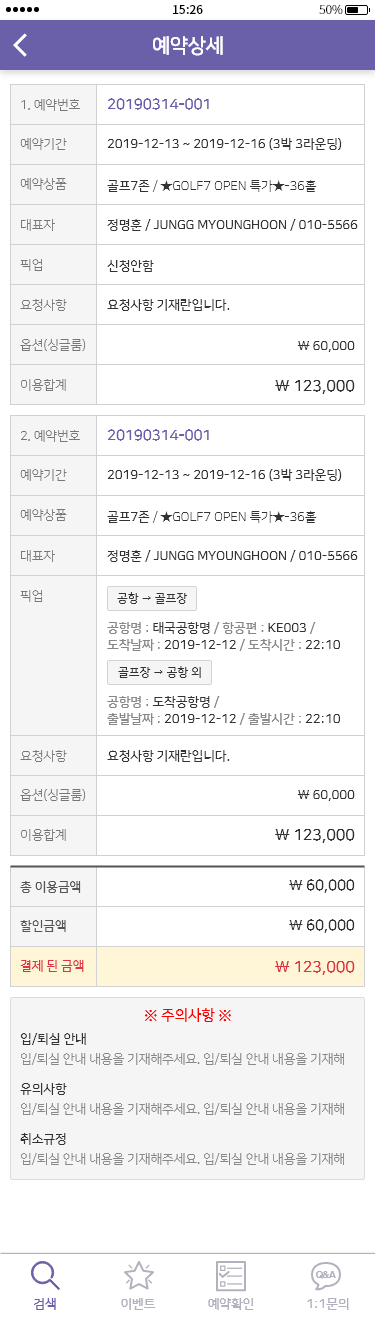 15:26
50%
예약상세
1. 예약번호 20190314-001
예약기간 2019-12-13 ~ 2019-12-16 (3박 3라운딩)
예약상품 골프7존 / ★GOLF7 OPEN 특가★-36홀
대표자 정명훈 / JUNGG MYOUNGHOON / 010-5566
픽업 신청안함
요청사항 요청사항 기재란입니다.
옵션(싱글룸) ₩ 60,000
이용합계 ₩ 123,000
2. 예약번호 20190314-001
예약기간 2019-12-13 ~ 2019-12-16 (3박 3라운딩)
예약상품 골프7존 / ★GOLF7 OPEN 특가★-36홀
대표자 정명훈 / JUNGG MYOUNGHOON / 010-5566
픽업 공항 → 골프장
공항명 : 태국공항명 / 항공편 : KE003 /
도착날짜 : 2019-12-12 / 도착시간 : 22:10
골프장 → 공항 외
공항명 : 도착공항명 /
출발날짜 : 2019-12-12 / 출발시간 : 22:10
요청사항 요청사항 기재란입니다.
옵션(싱글룸) ₩ 60,000
이용합계 ₩ 123,000
총 이용금액 ₩ 60,000
할인금액 ₩ 60,000
결제 된 금액 ₩ 123,000
※ 주의사항 ※
입/퇴실 안내
입/퇴실 안내 내용을 기재해주세요. 입/퇴실 안내 내용을 기재해
유의사항
입/퇴실 안내 내용을 기재해주세요. 입/퇴실 안내 내용을 기재해
취소규정
입/퇴실 안내 내용을 기재해주세요. 입/퇴실 안내 내용을 기재해
Q&A
검색 이벤트 예약확인 1:1문의